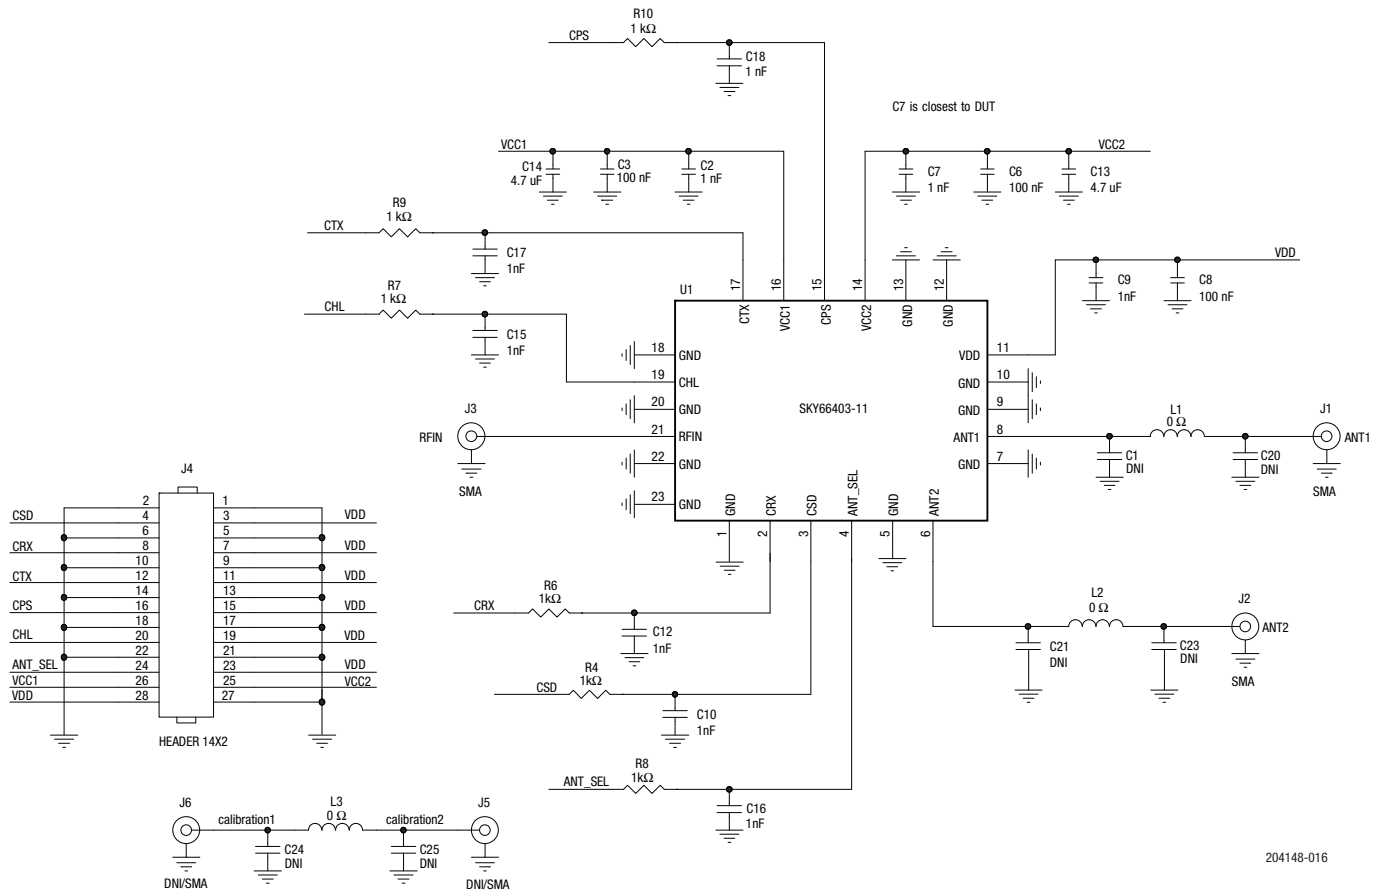 R10
1 kΩ
CPS
C18
1 nF
C7 is closest to DUT
VCC1
C14
4.7 uF
C3
100 nF
C2
1 nF
VCC2
C7
1 nF
C6
100 nF
C13
4.7 uF
R9
1 kΩ
CTX
C17
1nF
R7
1 kΩ
CHL
C15
1nF
VDD
C9
1nF
C8
100 nF
U1
17
16
15
14
13
12
CTX
VCC1
CPS
VCC2
GND
GND
18 GND
19 CHL
20 GND
21 RFIN
22 GND
23 GND
SKY66403-11
VDD 11
GND 10
GND 9
ANT1 8
GND 7
GND
CRX
CSD
ANT_SEL
GND
ANT2
1
2
3
4
5
6
J3
RFIN
SMA
L1
0 Ω
C1
DNI
C20
DNI
J1
ANT1
SMA
L2
0 Ω
C21
DNI
C23
DNI
J2
ANT2
SMA
R6
1kΩ
CRX
C12
1nF
R4
1kΩ
CSD
C10
1nF
R8
1kΩ
ANT_SEL
C16
1nF
J4
2 1
CSD 4 3 VDD
6 5
CRX 8 7 VDD
10 9
CTX 12 11 VDD
14 13
CPS 16 15 VDD
18 17
CHL 20 19 VDD
22 21
ANT_SEL 24 23 VDD
VCC1 26 25 VCC2
VDD 28 27
HEADER 14X2
J6
calibration1
L3
0 Ω
calibration2
J5
C24
DNI
C25
DNI
DNI/SMA
DNI/SMA
204148-016